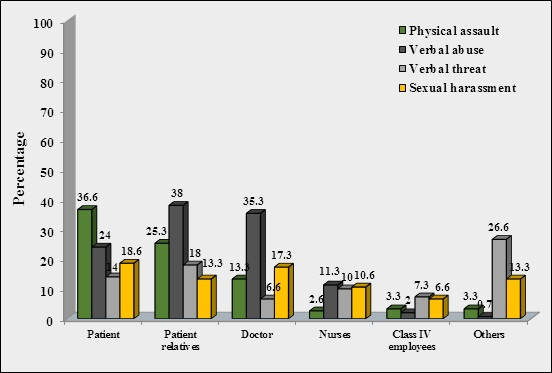 100
90
80
70
60
50
40
30
20
10
0
Percentage
Physical assault
Verbal abuse
Verbal threat
Sexual harassment
36.6
24
14
18.6
25.3
38
18
13.3
13.3
35.3
6.6
17.3
2.6
11.3
10
10.6
3.3
2
7.3
6.6
3.3
26.6
13.3
Patient
Patient
relatives
Doctor
Nurses
Class IV
employees
Others